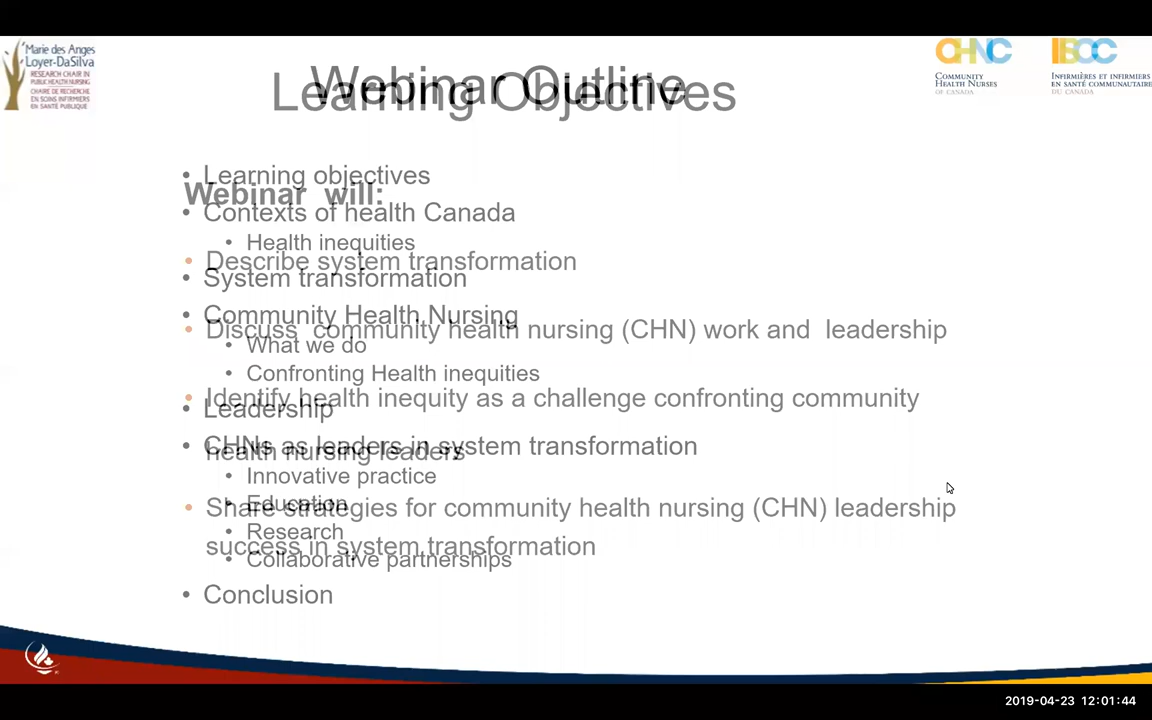 Marie des Anges
Loyer-DaSilva
RESEARCH CHAIR IN
PUBLIC HEALTH NURSING
CHAIRE DE RECHERCHE
EN SOINS INFIRMIERS
EN SANTÉ PUBLIQUE
CHNC
COMMUNITY
HEALTH NURSES
OF CANADA
IISCC
INFIRMIÈRES ET INFIRMIERS
EN SANTÉ COMMUNAUTAIRE
DU CANADA
Webinar Outline
Learning Objectives
• Learning objectives
Webinar will:
• Contexts of health Canada
• Health inequities
• Describe system transformation
• System transformation
• Community Health Nursing
• Discuss community health nursing (CHN) work and leadership
• What we do
• Confronting Health inequities
• Identify health inequity as a challenge confronting community
• Leadership
• CHNs as leaders in system transformation
health nursing leaders
• Innovative practice
• Education
• Share strategies for community health nursing (CHN) leadership
• Research
success in system transformation
• Collaborative partnerships
• Conclusion
2019-04-23 12:01:44